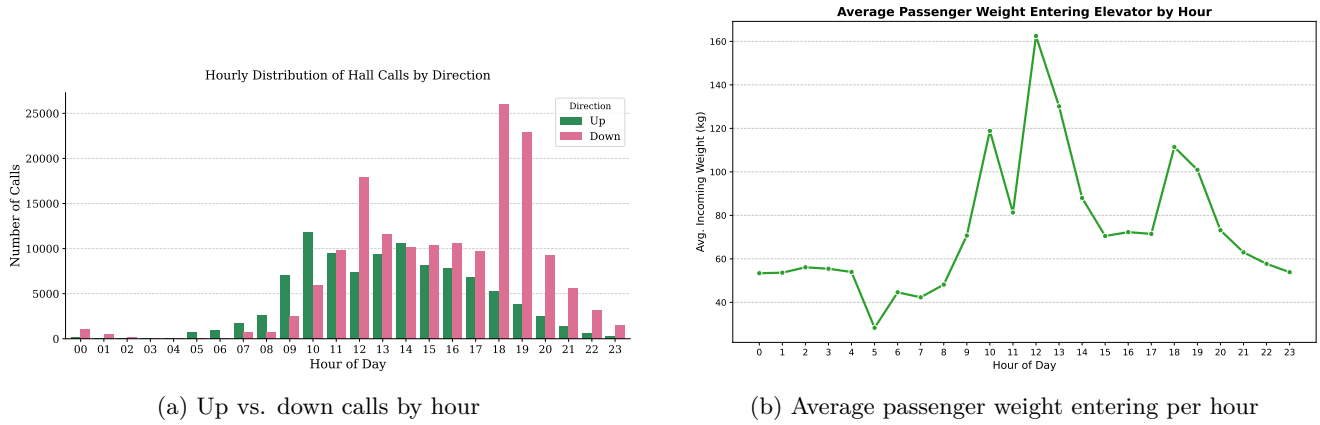 Hourly Distribution of Hall Calls by Direction
Number of Calls
25000
20000
15000
10000
5000
0
Direction
Up
Down
00 01 02 03 04 05 06 07 08 09 10 11 12 13 14 15 16 17 18 19 20 21 22 23
Hour of Day
(a) Up vs. down calls by hour
Average Passenger Weight Entering Elevator by Hour
Avg. Incoming Weight (kg)
160
140
120
100
80
60
40
0 1 2 3 4 5 6 7 8 9 10 11 12 13 14 15 16 17 18 19 20 21 22 23
Hour of Day
(b) Average passenger weight entering per hour